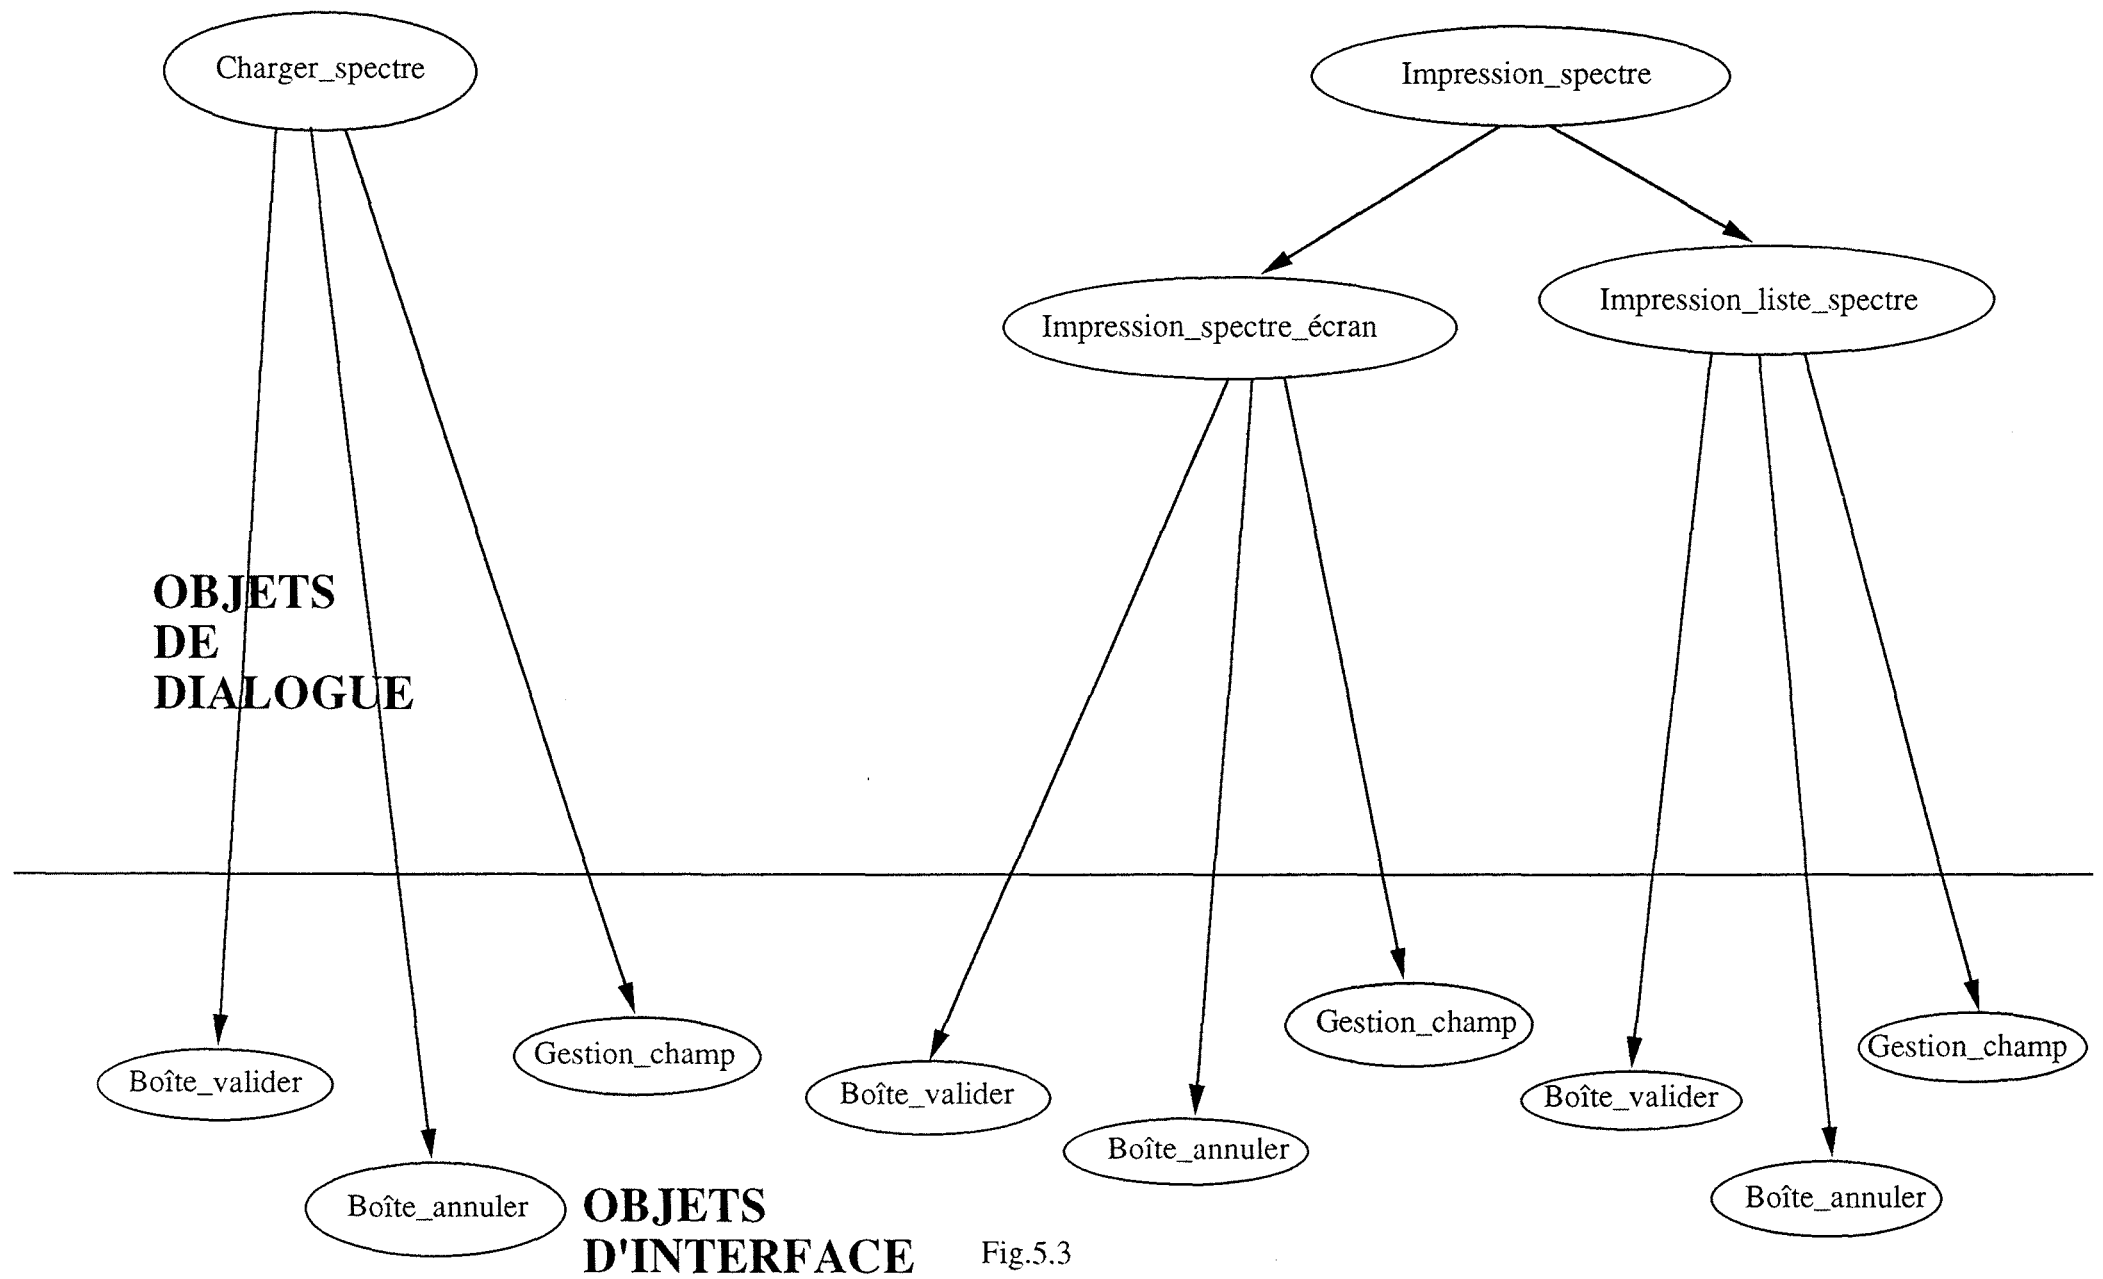 Charger_spectre
Impression_spectre
Impression_spectre_écran
Impression_liste_spectre
OBJETS
DE
DIALOGUE
Boîte_valider
Boîte_annuler
Gestion_champ
Boîte_valider
Boîte_annuler
Gestion_champ
Boîte_valider
Boîte_annuler
Gestion_champ
OBJETS
D'INTERFACE
Fig.5.3